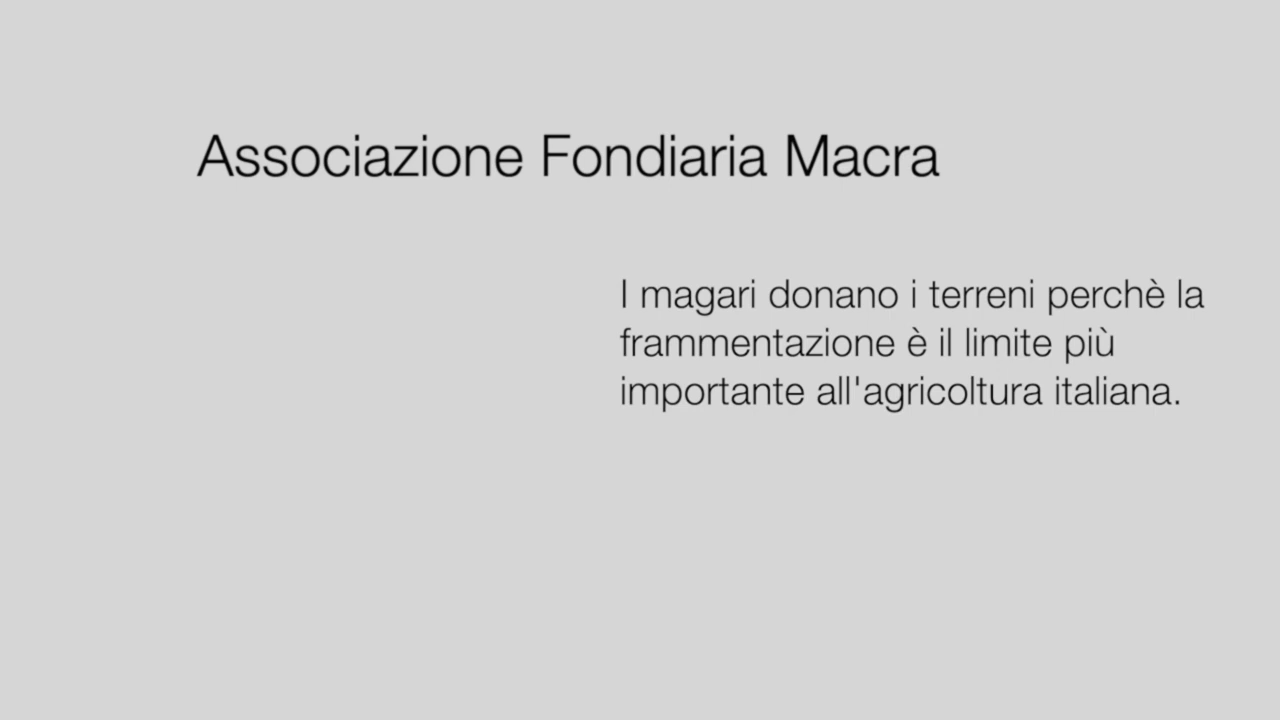 Associazione Fondiaria Macra
I magari donano i terreni perchè la
frammentazione è il limite più
importante all'agricoltura italiana.